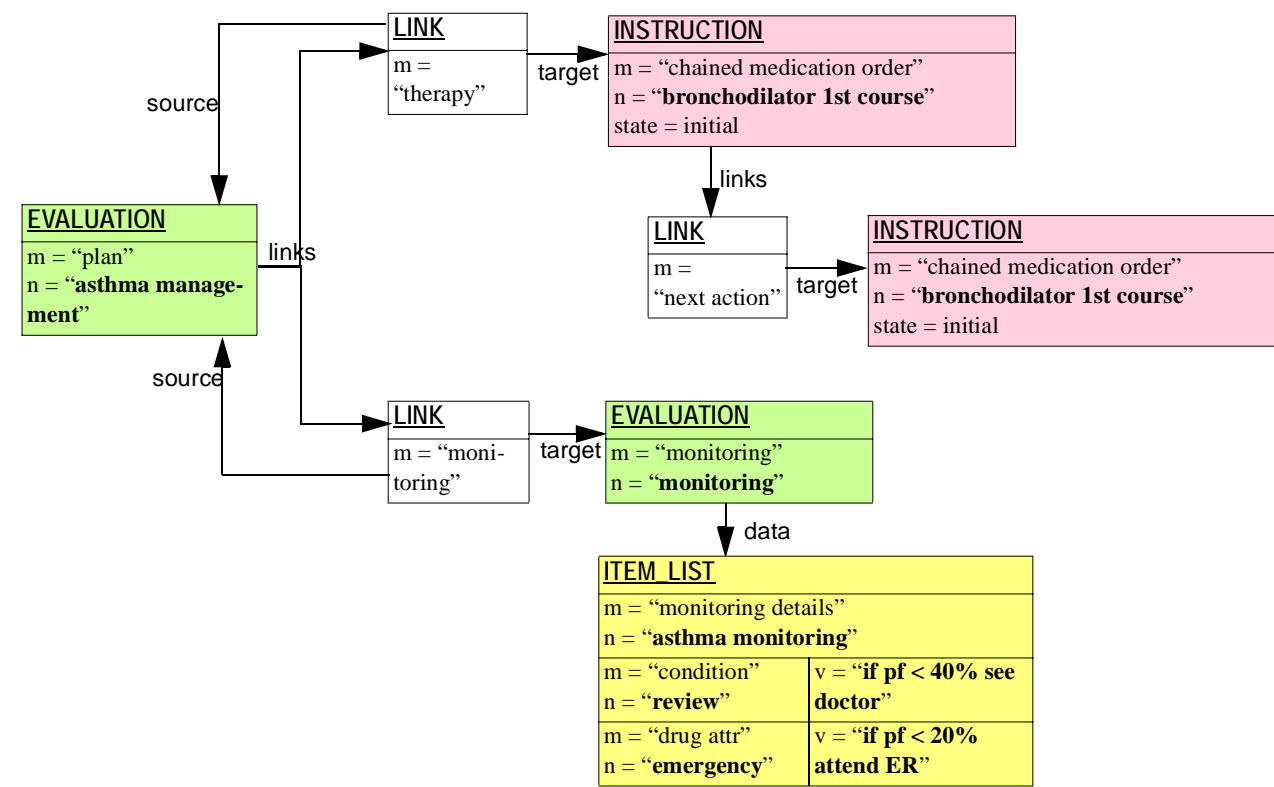 LINK
m =
“therapy”
target
INSTRUCTION
m = “chained medication order”
n = “bronchodilator 1st course”
state = initial
source
links
LINK
m =
“next action”
target
INSTRUCTION
m = “chained medication order”
n = “bronchodilator 1st course”
state = initial
EVALUATION
m = “plan”
n = “asthma manage-
ment”
links
source
LINK
m = “moni-
toring”
target
EVALUATION
m = “monitoring”
n = “monitoring”
data
ITEM_LIST
m = “monitoring details”
n = “asthma monitoring”
m = “condition”
n = “review”
v = “if pf < 40% see
doctor”
m = “drug attr”
n = “emergency”
v = “if pf < 20%
attend ER”